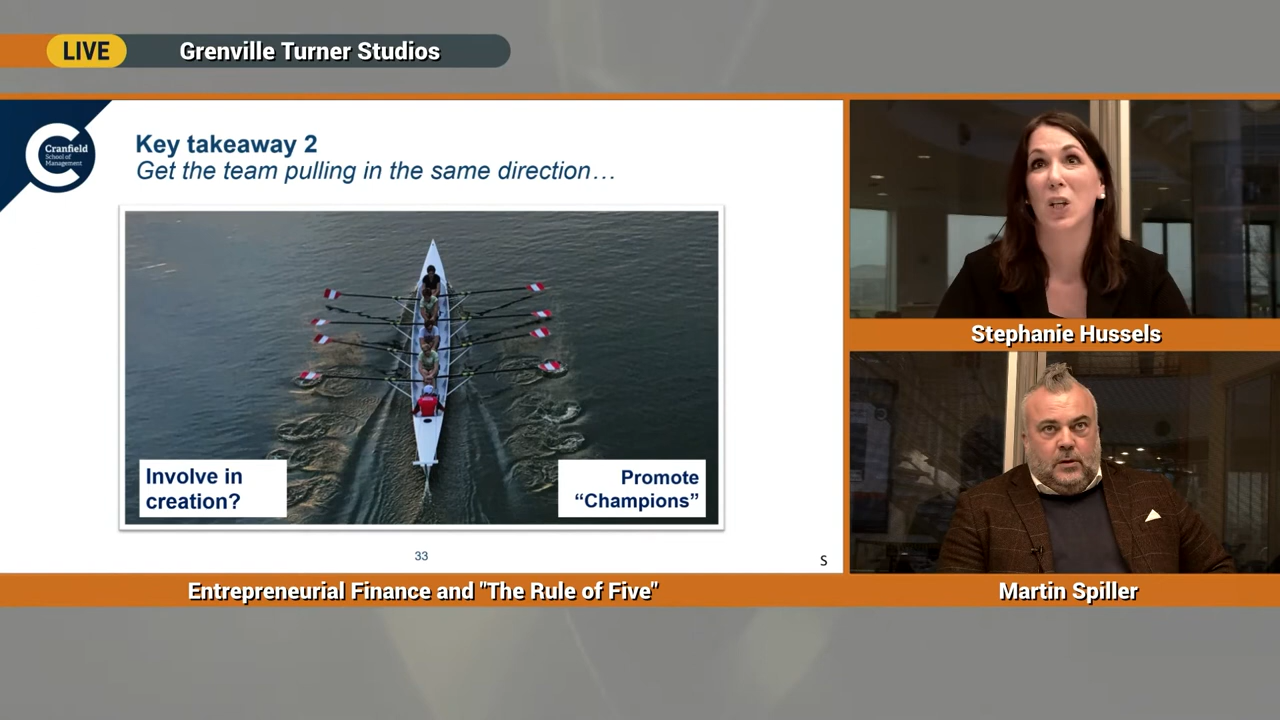 LIVE
Grenville Turner Studios
Cranfield
School of
Management
Key takeaway 2
Get the team pulling in the same direction…
Involve in
creation?
Promote
“Champions”
33
S
Stephanie Hussels
Entrepreneurial Finance and "The Rule of Five"
Martin Spiller